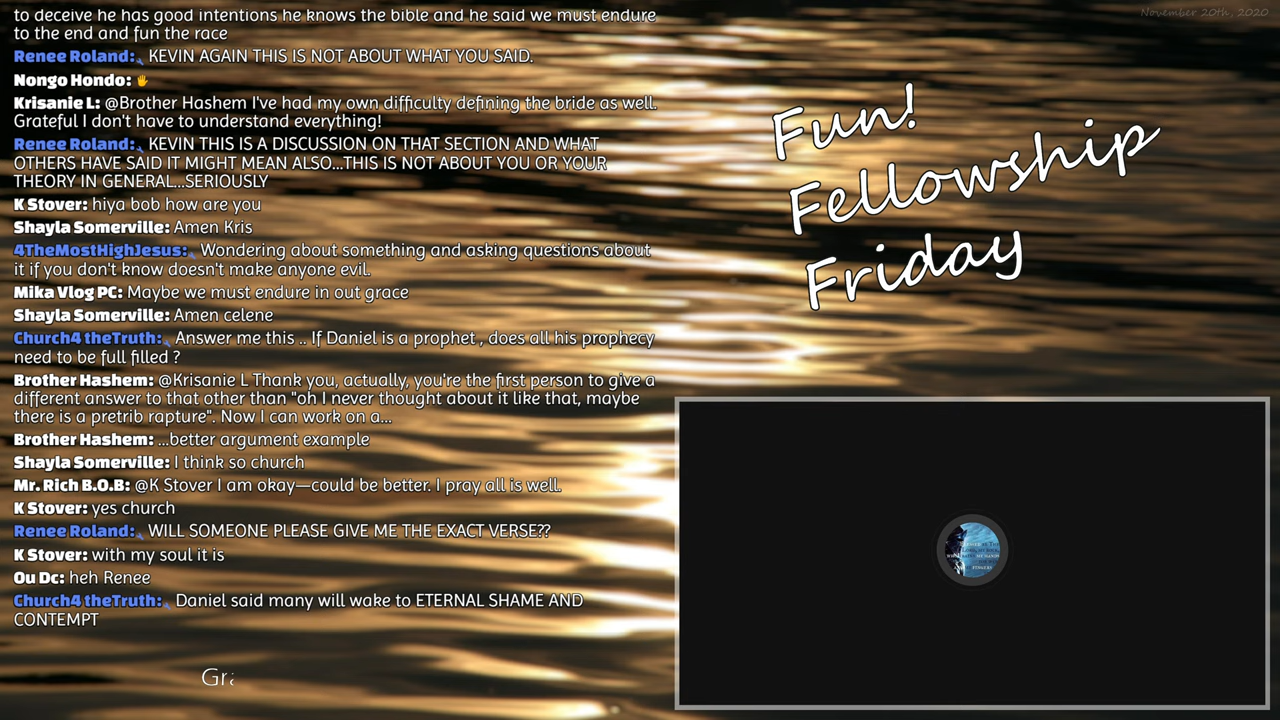 to deceive he has good intentions he knows the bible and he said we must endure
to the end and fun the race
Renee Roland: KEVIN AGAIN THIS IS NOT ABOUT WHAT YOU SAID.
Nongo Hondo: ✋
Krisanie L: @Brother Hashem I've had my own difficulty defining the bride as well.
Grateful I don't have to understand everything!
Renee Roland: KEVIN THIS IS A DISCUSSION ON THAT SECTION AND WHAT
OTHERS HAVE SAID IT MIGHT MEAN ALSO...THIS IS NOT ABOUT YOU OR YOUR
THEORY IN GENERAL...SERIOUSLY
K Stover: hiya bob how are you
Shayla Somerville: Amen Kris
4TheMostHighJesus: Wondering about something and asking questions about
it if you don't know doesn't make anyone evil.
Mika Vlog PC: Maybe we must endure in out grace
Shayla Somerville: Amen celene
Church4 theTruth: Answer me this .. If Daniel is a prophet , does all his prophecy
need to be full filled ?
Brother Hashem: @Krisanie L Thank you, actually, you're the first person to give a
different answer to that other than "oh I never thought about it like that, maybe
there is a pretrib rapture". Now I can work on a...
Brother Hashem: ...better argument example
Shayla Somerville: I think so church
Mr. Rich B.O.B: @K Stover I am okay—could be better. I pray all is well.
K Stover: yes church
Renee Roland: WILL SOMEONE PLEASE GIVE ME THE EXACT VERSE??
K Stover: with my soul it is
Ou Dc: heh Renee
Church4 theTruth: Daniel said many will wake to ETERNAL SHAME AND
CONTEMPT
November 20th, 2020
Fun!
Fellowship
Friday